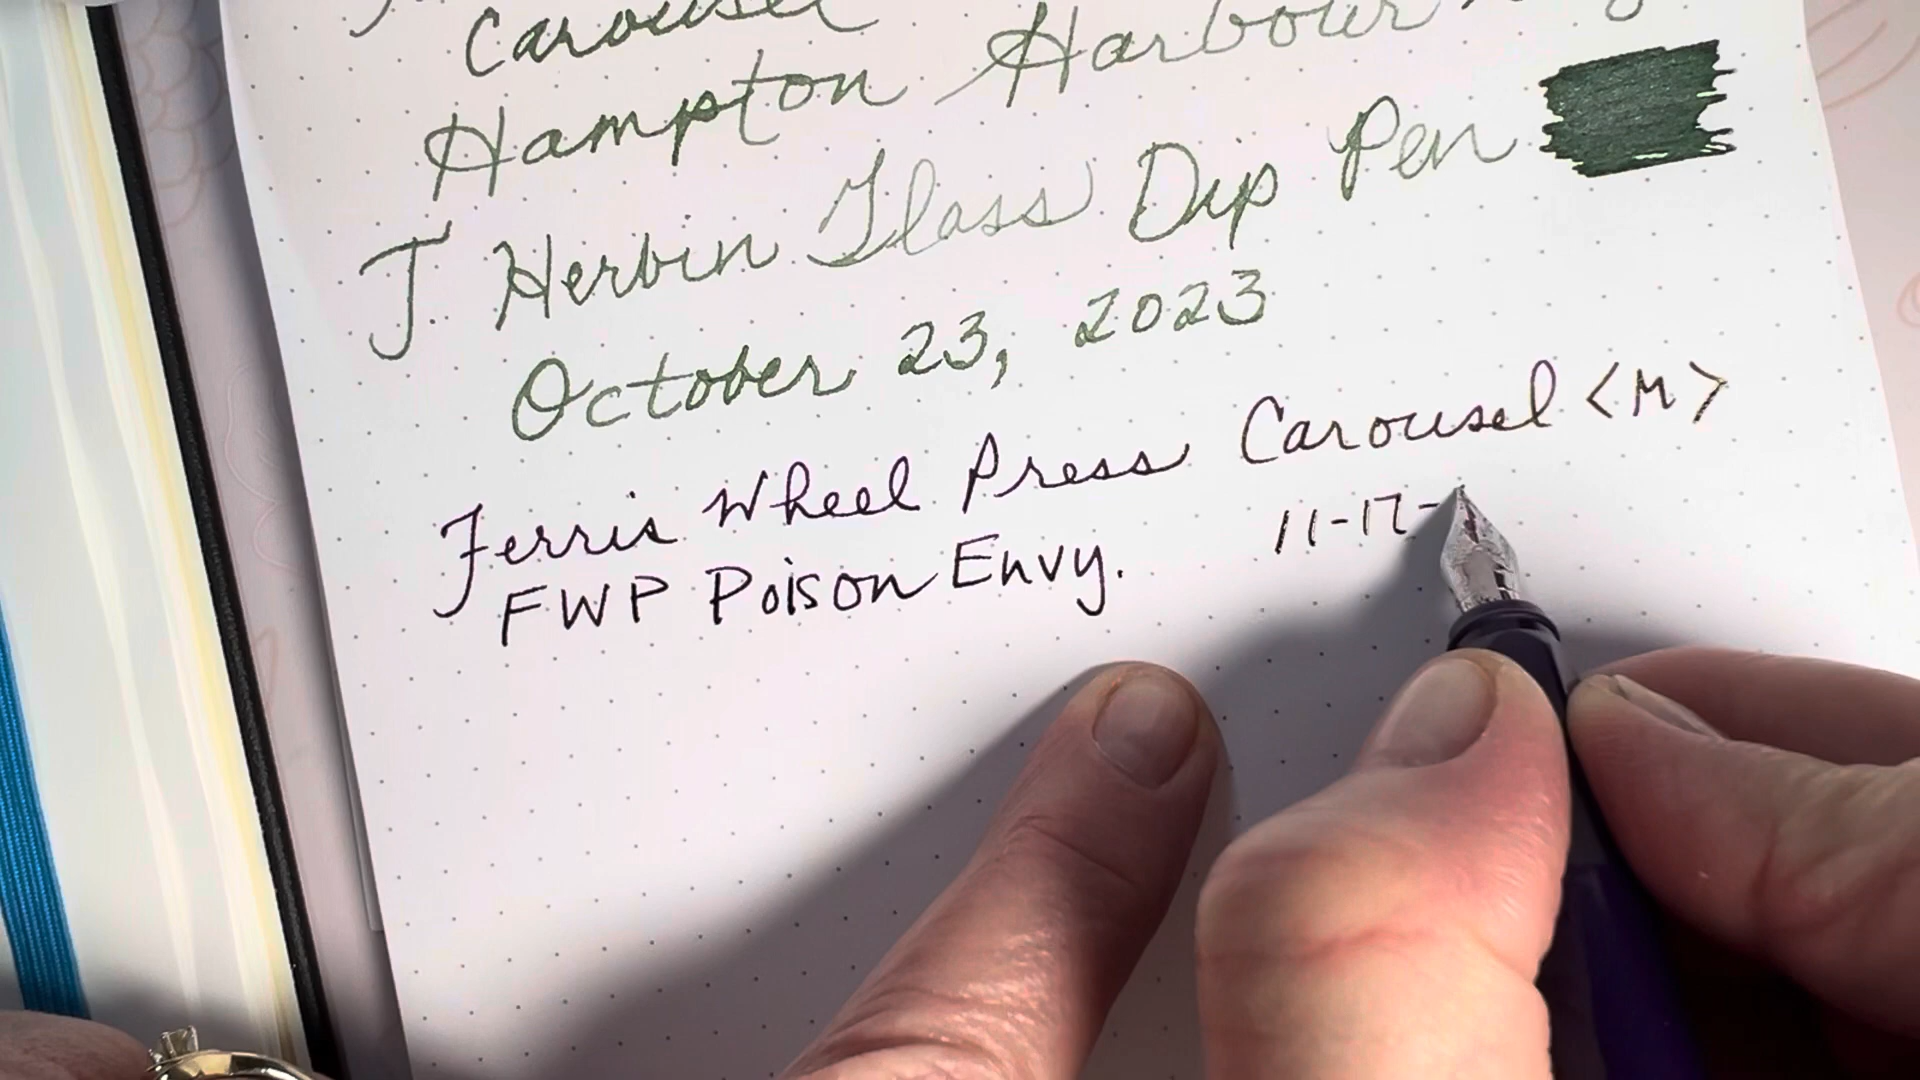 Carousel
Hampton Harbour
J. Herbin Glass Dip Pen
October 23, 2023
Ferris Wheel Press Carousel <M>
FWP Poison Envy. 11-17-